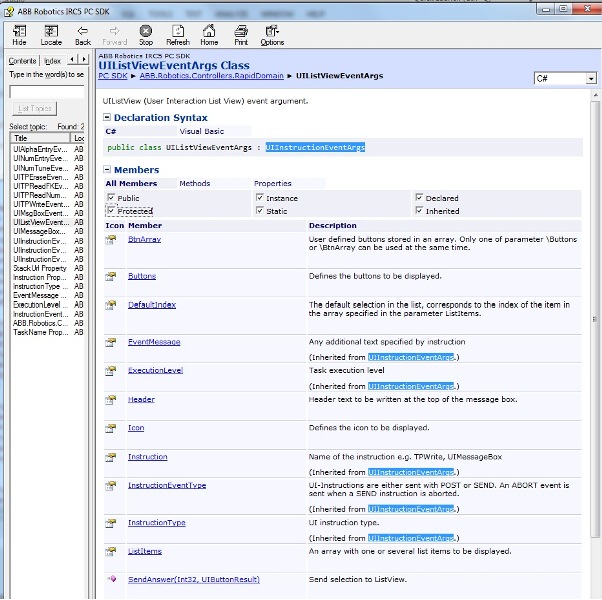 ABB Robotics IRC5 PC SDK
Hide Locate Back Forward Stop Refresh Home Print Options
Contents Index
Type in the word(s) to se
List Topics
Select topic: Found: 2
Title Loc
UIAlphaEntryEv... AB
UINumEntryEv... AB
UINumTuneEv... AB
UITPEraseEven... AB
UITPReadFKEv... AB
UITPReadNum... AB
UITPWriteEvent... AB
UIMsgBoxEvent... AB
UIListViewEvent... AB
UIMessageBox... AB
UIInstructionEv... AB
UIInstructionEv... AB
UIInstructionEv... AB
StackUrl Property AB
Instruction Prop... AB
InstructionType ... AB
EventMessage ... AB
ExecutionLevel ... AB
InstructionEvent... AB
ABB.Robotics.C... AB
TaskName Prop... AB
ABB Robotics IRC5 PC SDK
UIListViewEventArgs Class
PC SDK ► ABB.Robotics.Controllers.RapidDomain ► UIListViewEventArgs
C#
UIListView (User Interaction List View) event argument.
Declaration Syntax
C# Visual Basic
public class UIListViewEventArgs : UIInstructionEventArgs
Members
All Members Methods Properties
Public Instance Declared
Protected Static Inherited
Icon Member Description
BtnArray User defined buttons stored in an array. Only one of parameter \Buttons
or \BtnArray can be used at the same time.
Buttons Defines the buttons to be displayed.
DefaultIndex The default selection in the list, corresponds to the index of the item in
the array specified in the parameter ListItems.
EventMessage Any additional text specified by instruction
(Inherited from UIInstructionEventArgs.)
ExecutionLevel Task execution level
(Inherited from UIInstructionEventArgs.)
Header Header text to be written at the top of the message box.
Icon Defines the icon to be displayed.
Instruction Name of the instruction e.g. TPWrite, UIMessageBox
(Inherited from UIInstructionEventArgs.)
InstructionEventType UI-Instructions are either sent with POST or SEND. An ABORT event is
sent when a SEND instruction is aborted.
(Inherited from UIInstructionEventArgs.)
InstructionType UI instruction type.
(Inherited from UIInstructionEventArgs.)
ListItems An array with one or several list items to be displayed.
SendAnswer(Int32, UIButtonResult) Send selection to ListView.